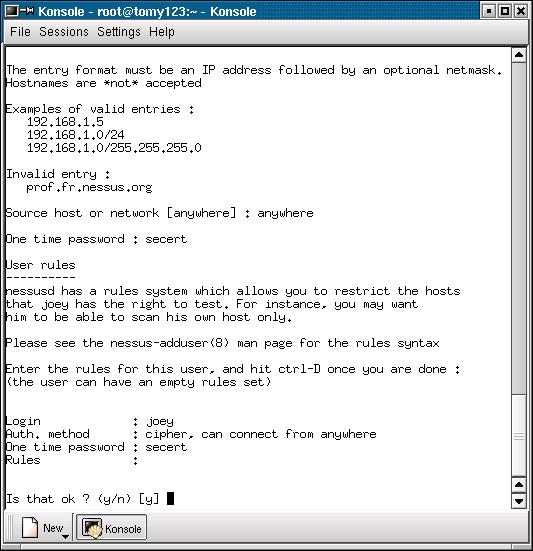 Konsole - root@tomy123:~ - Konsole
File Sessions Settings Help
The entry format must be an IP address followed by an optional netmask.
Hostnames are *not* accepted
Examples of valid entries :
192.168.1.5
192.168.1.0/24
192.168.1.0/255.255.255.0
Invalid entry :
prof.fr.nessus.org
Source host or network [anywhere] : anywhere
One time password : secert
User rules
----------
nessusd has a rules system which allows you to restrict the hosts
that joey has the right to test. For instance, you may want
him to be able to scan his own host only.
Please see the nessus-adduser(8) man page for the rules syntax
Enter the rules for this user, and hit ctrl-D once you are done :
(the user can have an empty rules set)
Login : joey
Auth. method : cipher, can connect from anywhere
One time password : secert
Rules :
Is that ok ? (y/n) [y]
New Konsole